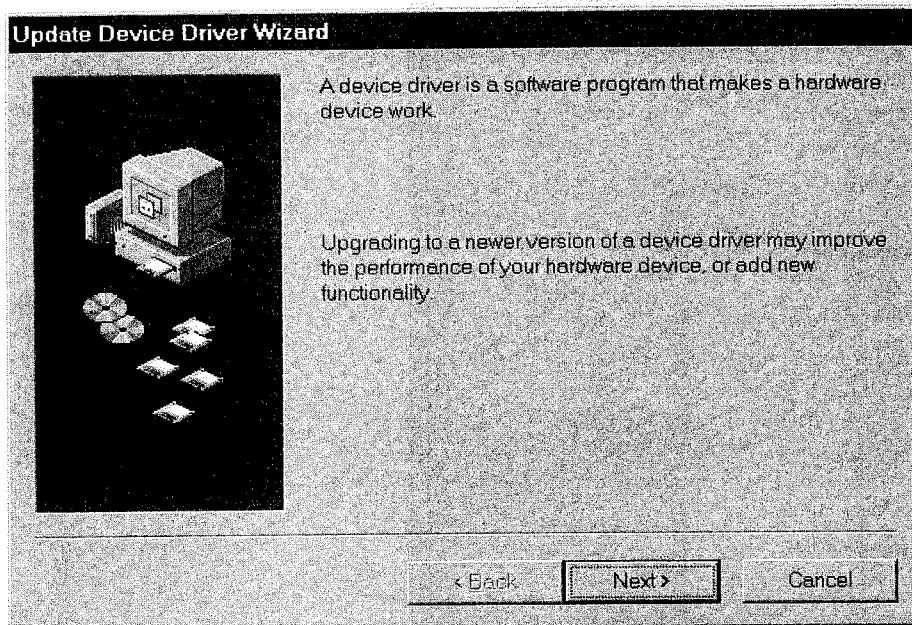 Update Device Driver Wizard
A device driver is a software program that makes a hardware
device work.
Upgrading to a newer version of a device driver may improve
the performance of your hardware device, or add new
functionality.
< Back
Next >
Cancel